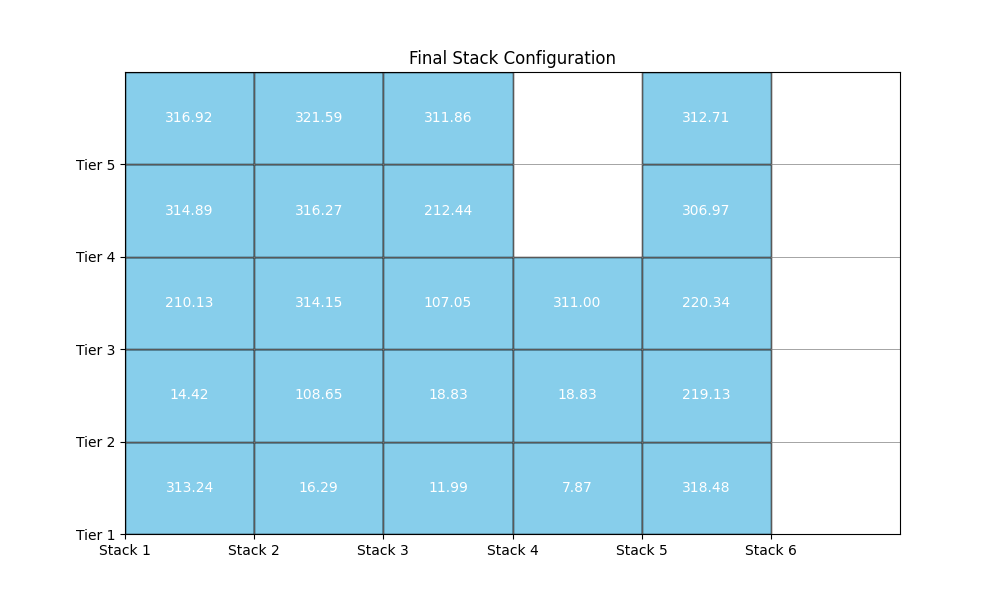 Final Stack Configuration
316.92 321.59 311.86 312.71
Tier 5
314.89 316.27 212.44 306.97
Tier 4
210.13 314.15 107.05 311.00 220.34
Tier 3
14.42 108.65 18.83 18.83 219.13
Tier 2
313.24 16.29 11.99 7.87 318.48
Tier 1
Stack 1 Stack 2 Stack 3 Stack 4 Stack 5 Stack 6